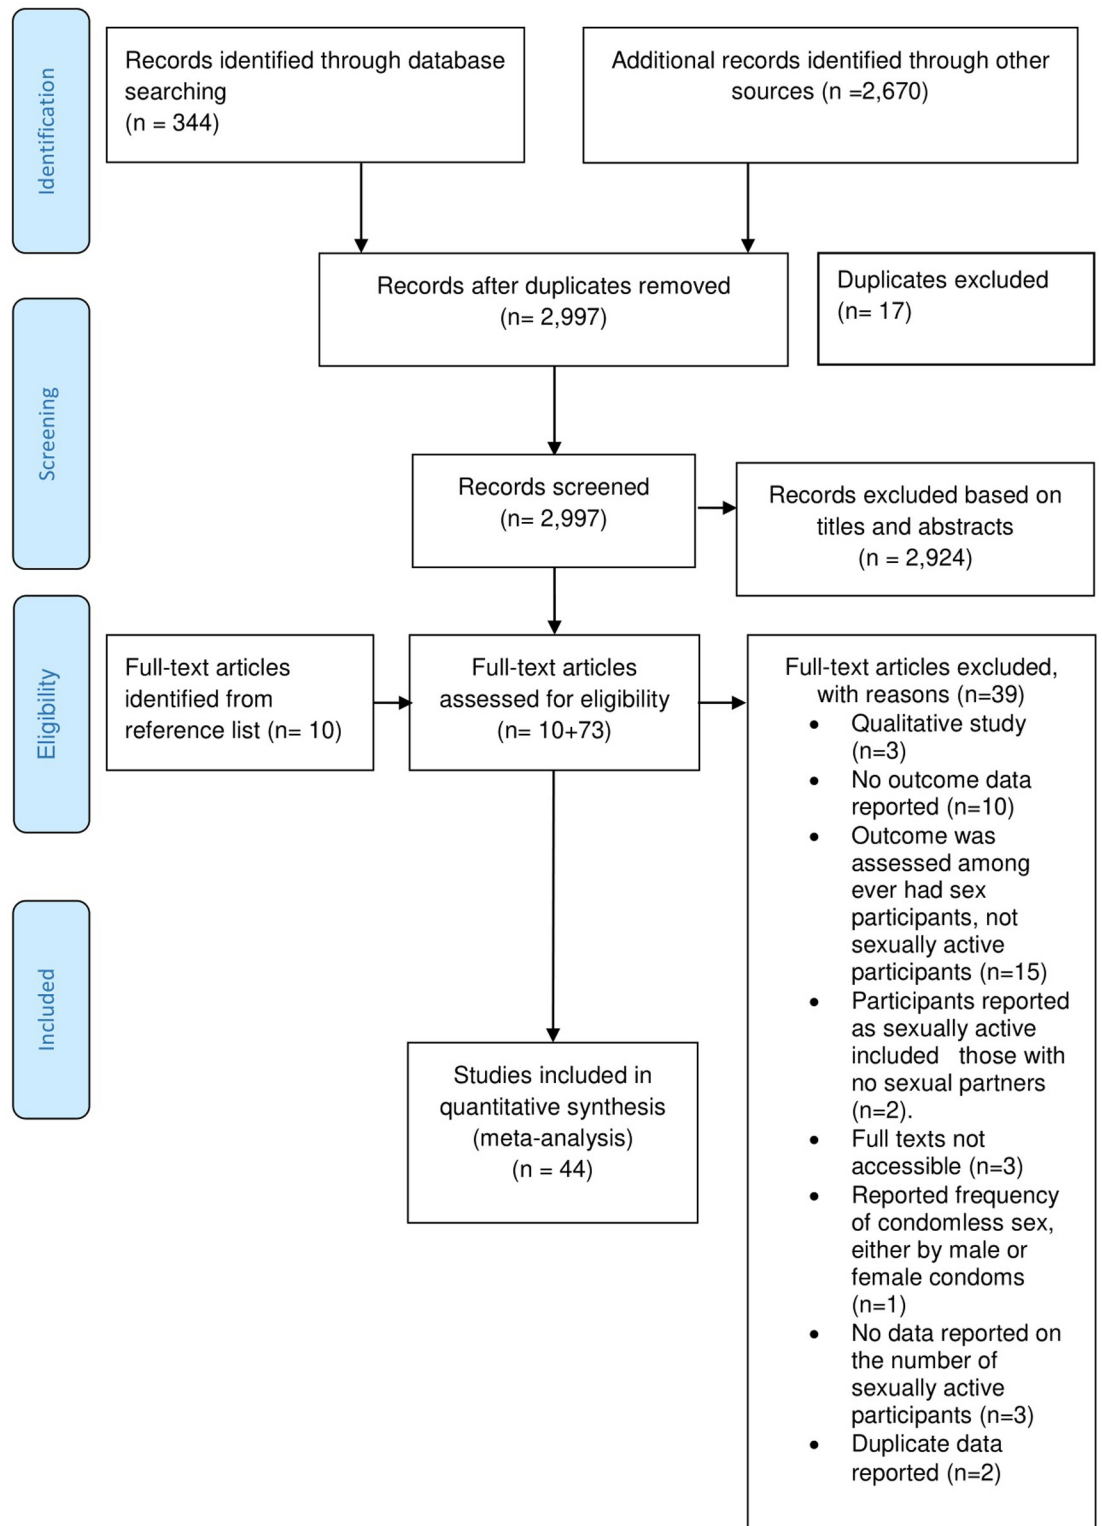 Identification
Records identified through database
searching
(n = 344)
Additional records identified through other
sources (n =2,670)
Records after duplicates removed
(n= 2,997)
Duplicates excluded
(n= 17)
Screening
Records screened
(n= 2,997)
Records excluded based on
titles and abstracts
(n = 2,924)
Eligibility
Full-text articles
identified from
reference list (n= 10)
Full-text articles
assessed for eligibility
(n= 10+73)
Full-text articles excluded,
with reasons (n=39)
• Qualitative study
(n=3)
• No outcome data
reported (n=10)
• Outcome was
assessed among
ever had sex
participants, not
sexually active
participants (n=15)
• Participants reported
as sexually active
included those with
no sexual partners
(n=2).
• Full texts not
accessible (n=3)
• Reported frequency
of condomless sex,
either by male or
female condoms
(n=1)
• No data reported on
the number of
sexually active
participants (n=3)
• Duplicate data
reported (n=2)
Included
Studies included in
quantitative synthesis
(meta-analysis)
(n = 44)